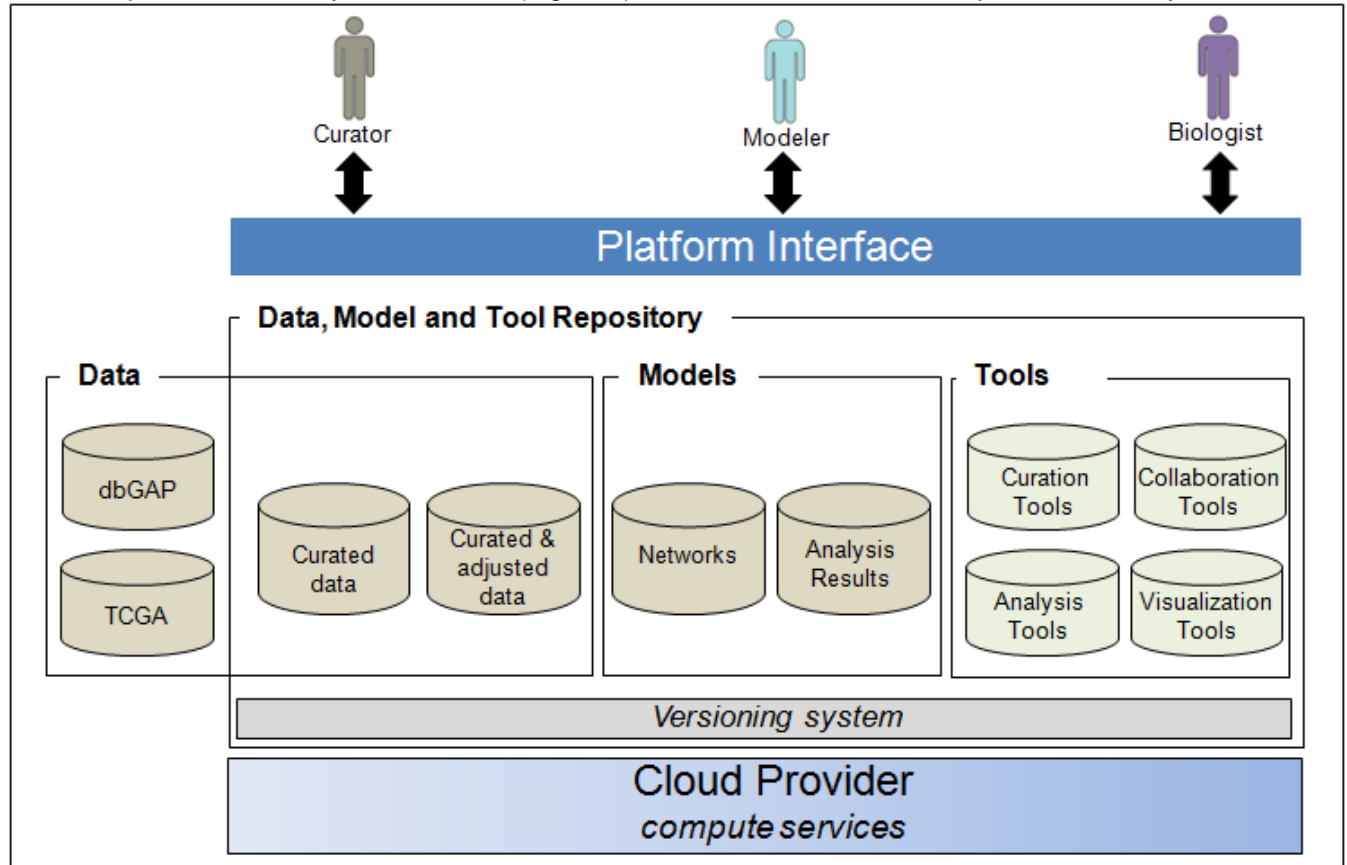 Curator
Modeler
Biologist
Platform Interface
Data, Model and Tool Repository
Data
Models
Tools
dbGAP
TCGA
Curated
data
Curated &
adjusted
data
Networks
Analysis
Results
Curation
Tools
Collaboration
Tools
Analysis
Tools
Visualization
Tools
Versioning system
Cloud Provider
compute services